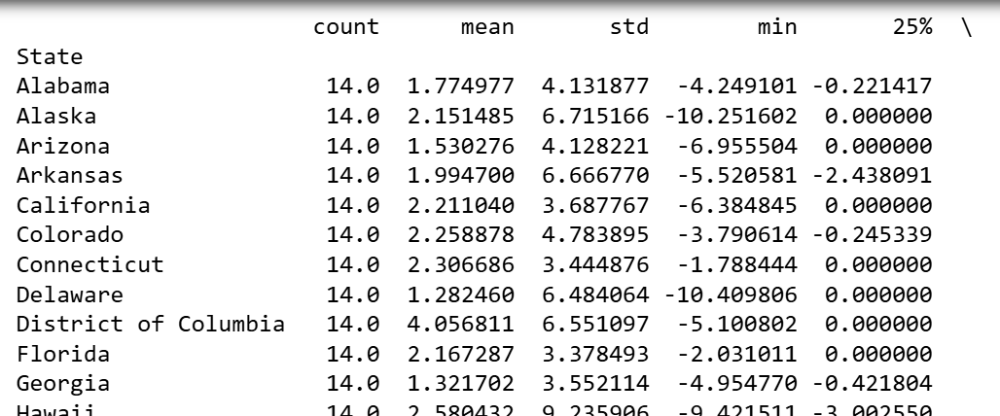 count mean std min 25% \
State
Alabama 14.0 1.774977 4.131877 -4.249101 -0.221417
Alaska 14.0 2.151485 6.715166 -10.251602 0.000000
Arizona 14.0 1.530276 4.128221 -6.955504 0.000000
Arkansas 14.0 1.994700 6.666770 -5.520581 -2.438091
California 14.0 2.211040 3.687767 -6.384845 0.000000
Colorado 14.0 2.258878 4.783895 -3.790614 -0.245339
Connecticut 14.0 2.306686 3.444876 -1.788444 0.000000
Delaware 14.0 1.282460 6.484064 -10.409806 0.000000
District of Columbia 14.0 4.056811 6.551097 -5.100802 0.000000
Florida 14.0 2.167287 3.378493 -2.031011 0.000000
Georgia 14.0 1.321702 3.552114 -4.954770 -0.421804
Hawaii 14.0 2.580432 9.235906 -9.421511 -3.002550